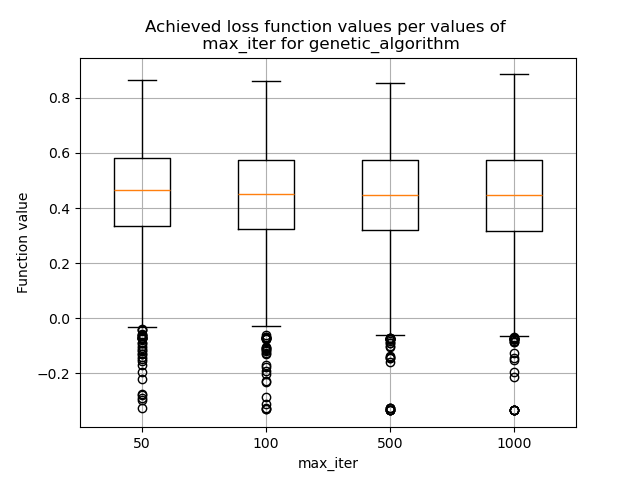 Achieved loss function values per values of
max_iter for genetic_algorithm
Function value
0.8
0.6
0.4
0.2
0.0
−0.2
50
100
500
1000
max_iter